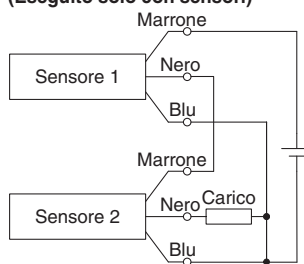 (Eseguito solo con sensori)
Marrone
Sensore 1
Nero
Blu
Marrone
Sensore 2
Nero
Carico
Blu